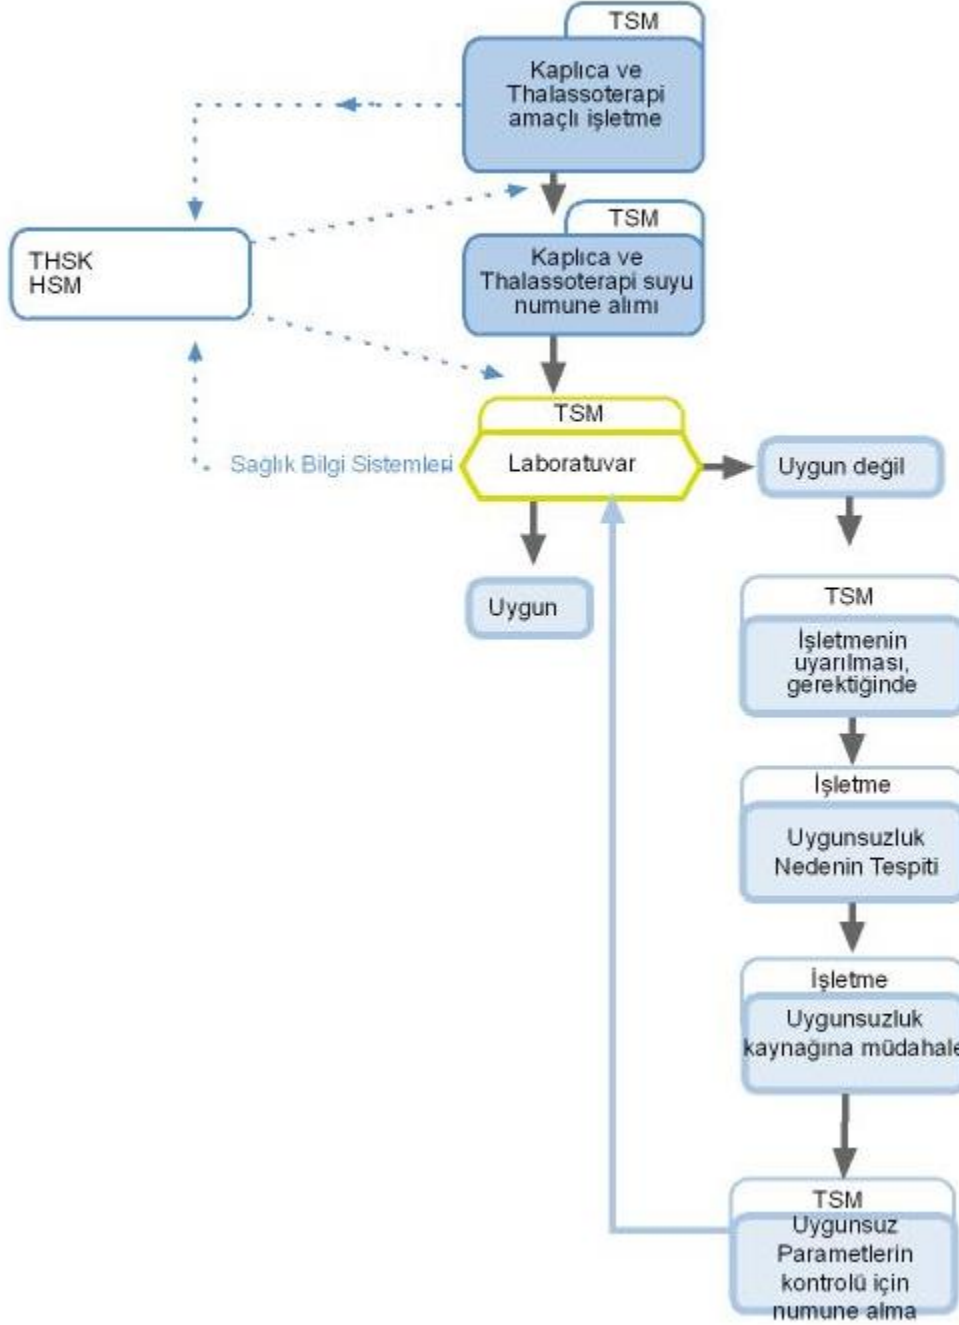 TSM
Kaplıca ve
Thalassoterapi
amaçlı işletme
TSM
Kaplıca ve
Thalassoterapi suyu
numune alımı
THSK
HSM
TSM
Laboratuvar
Sağlık Bilgi Sistemleri
Uygun değil
Uygun
TSM
İşletmenin
uyarılması,
gerektiğinde
İşletme
Uygunsuzluk
Nedenin Tespiti
İşletme
Uygunsuzluk
kaynağına müdahale
TSM
Uygunsuz
Parametlerin
kontrolü için
numune alma